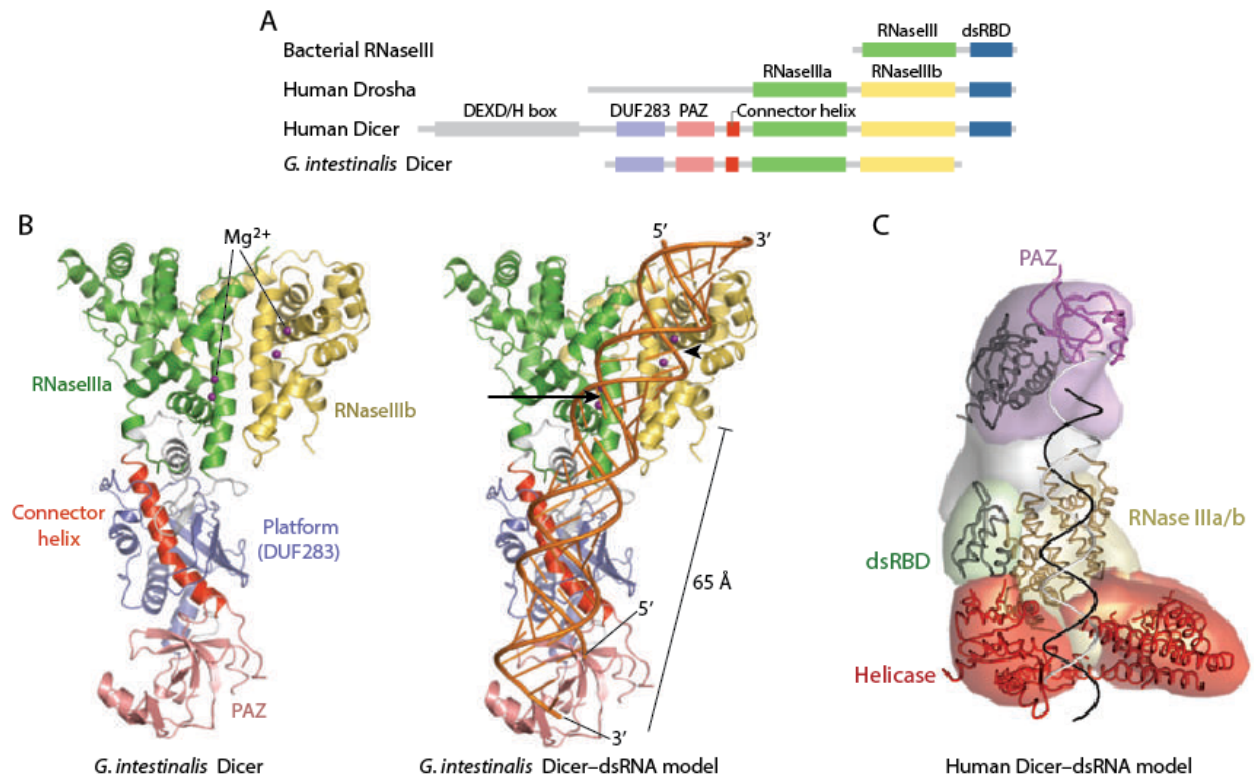 A
RNaseIII dsRBD
Bacterial RNaseIII
RNaseIIIa RNaseIIIb
Human Drosha
DEXD/H box DUF283 PAZ Connector helix
Human Dicer
G. intestinalis Dicer
B
Mg2+
RNaseIIIa
RNaseIIIb
Connector
helix
Platform
(DUF283)
PAZ
G. intestinalis Dicer
5′
3′
65 Å
5′
3′
G. intestinalis Dicer–dsRNA model
C
PAZ
RNase IIIa/b
dsRBD
Helicase
Human Dicer–dsRNA model